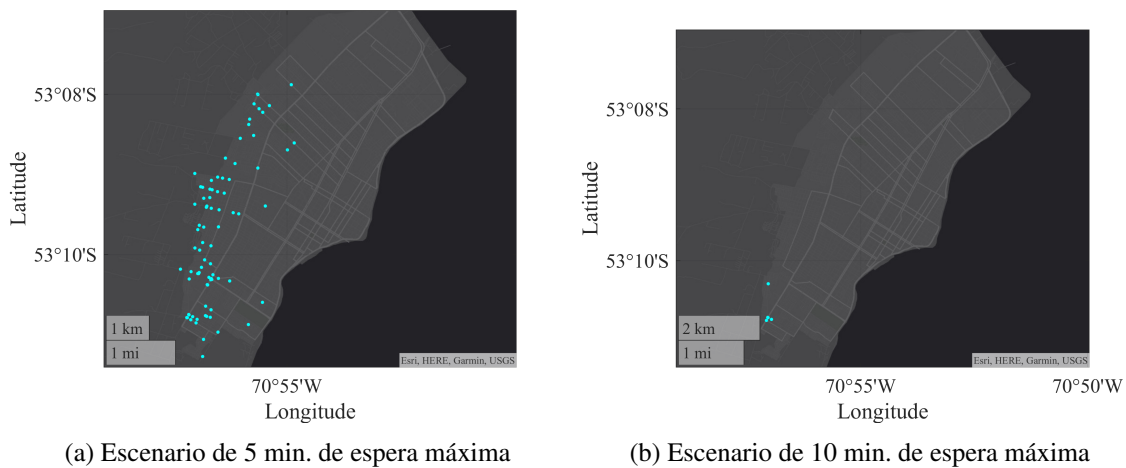 53°08'S
53°10'S
Latitude
1 km
1 mi
Esri, HERE, Garmin, USGS
70°55'W
Longitude
(a) Escenario de 5 min. de espera máxima
53°08'S
53°10'S
Latitude
2 km
1 mi
Esri, HERE, Garmin, USGS
70°55'W 70°50'W
Longitude
(b) Escenario de 10 min. de espera máxima